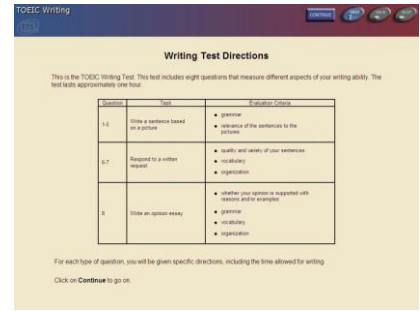 TOEIC Writing
CONTINUE
Writing Test Directions
This is the TOEIC Writing Test. This test includes eight questions that measure different aspects of your writing ability. The
test lasts approximately one hour.
Question Task Evaluation Criteria
1-5 Write a sentence based
on a picture
• grammar
• relevance of the sentences to the
pictures
6-7 Respond to a written
request
• quality and variety of your sentences
• vocabulary
• organization
8 Write an opinion essay
• whether your opinion is supported with
reasons and/or examples
• grammar
• vocabulary
• organization
For each type of question, you will be given specific directions, including the time allowed for writing.
Click on Continue to go on.